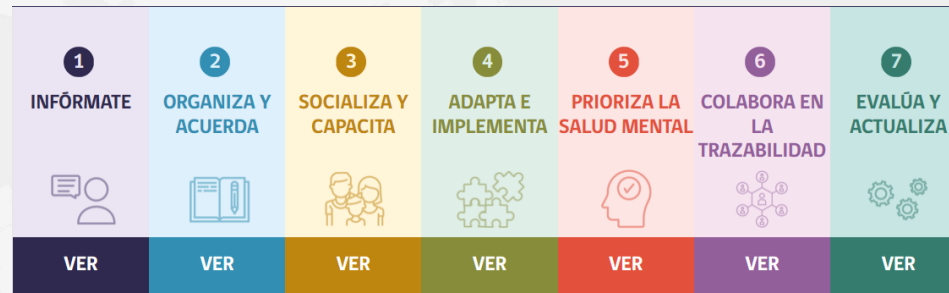 1
INFÓRMATE
VER
2
ORGANIZA Y
ACUERDA
VER
3
SOCIALIZA Y
CAPACITA
VER
4
ADAPTA E
IMPLEMENTA
VER
5
PRIORIZA LA
SALUD MENTAL
VER
6
COLABORA EN
LA
TRAZABILIDAD
VER
7
EVALÚA Y
ACTUALIZA
VER